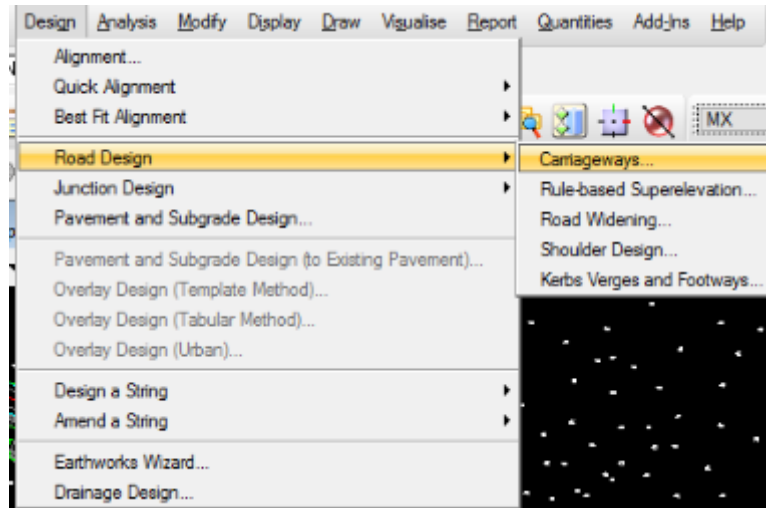 Design Analysis Modify Display Draw Visualise Report Quantities Add-Ins Help
Alignment...
Quick Alignment
Best Fit Alignment
MX
Road Design
Junction Design
Pavement and Subgrade Design...
Carriageways...
Rule-based Superelevation...
Road Widening...
Shoulder Design...
Kerbs Verges and Footways...
Pavement and Subgrade Design (to Existing Pavement)...
Overlay Design (Template Method)...
Overlay Design (Tabular Method)...
Overlay Design (Urban)...
Design a String
Amend a String
Earthworks Wizard...
Drainage Design...